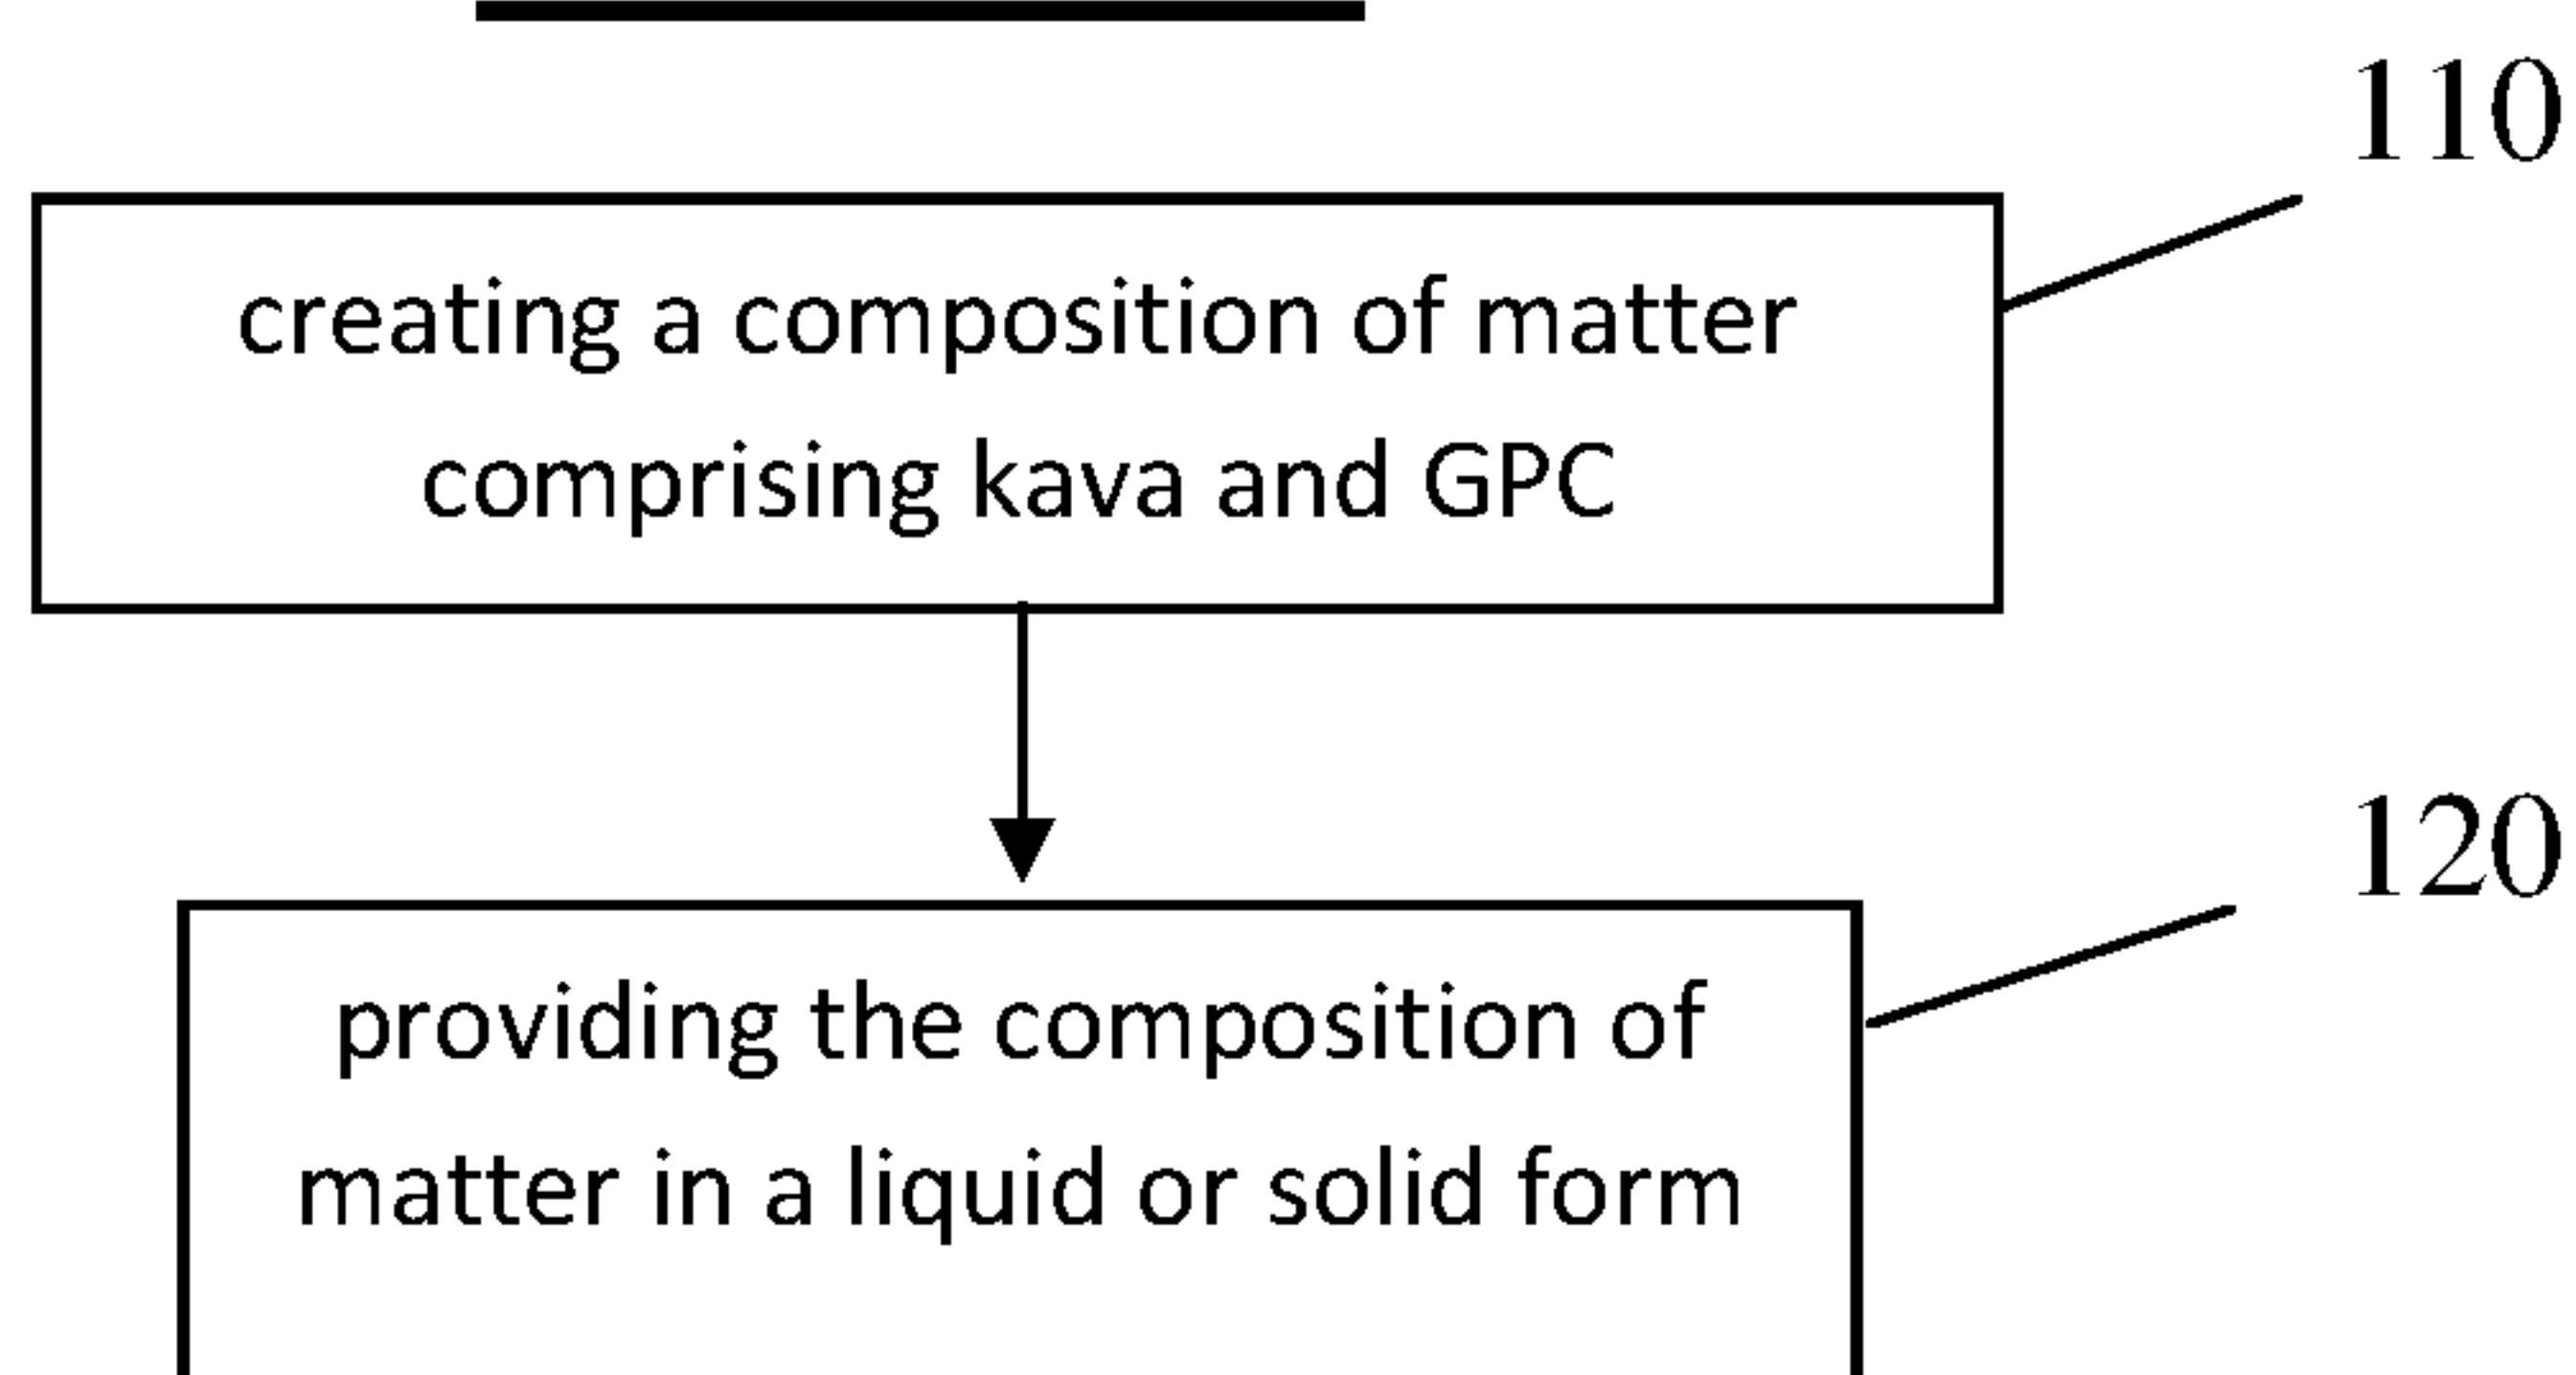 110
creating a composition of matter
comprising kava and GPC
120
providing the composition of
matter in a liquid or solid form